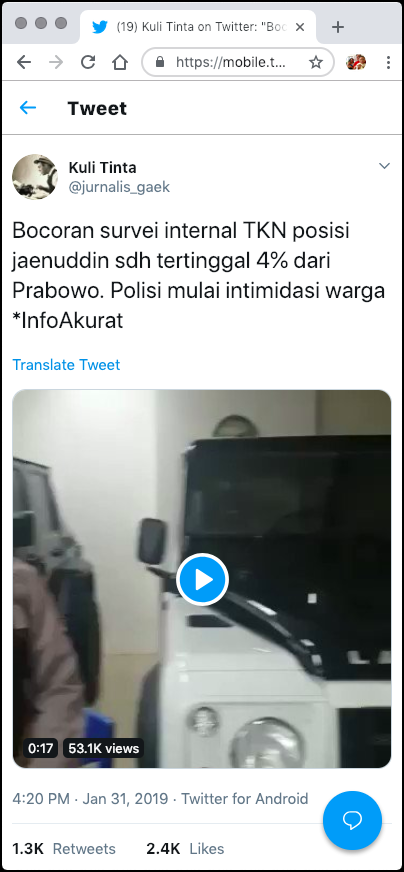 (19) Kuli Tinta on Twitter: "Boc
https://mobile.t...
Tweet
Kuli Tinta
@jurnalis_gaek
Bocoran survei internal TKN posisi
jaenuddin sdh tertinggal 4% dari
Prabowo. Polisi mulai intimidasi warga
*InfoAkurat
Translate Tweet
L A
0:17 53.1K views
4:20 PM · Jan 31, 2019 · Twitter for Android
1.3K Retweets 2.4K Likes